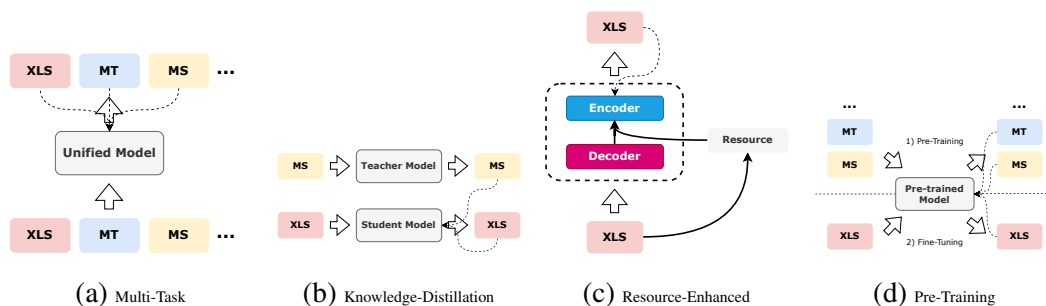 XLS MT MS ...
Unified Model
XLS MT MS ...
(a) Multi-Task
MS Teacher Model MS
XLS Student Model XLS
(b) Knowledge-Distillation
XLS
Encoder
Resource
Decoder
XLS
(c) Resource-Enhanced
... ...
MT 1) Pre-Training MT
MS MS
Pre-trained
Model
XLS 2) Fine-Tuning XLS
(d) Pre-Training